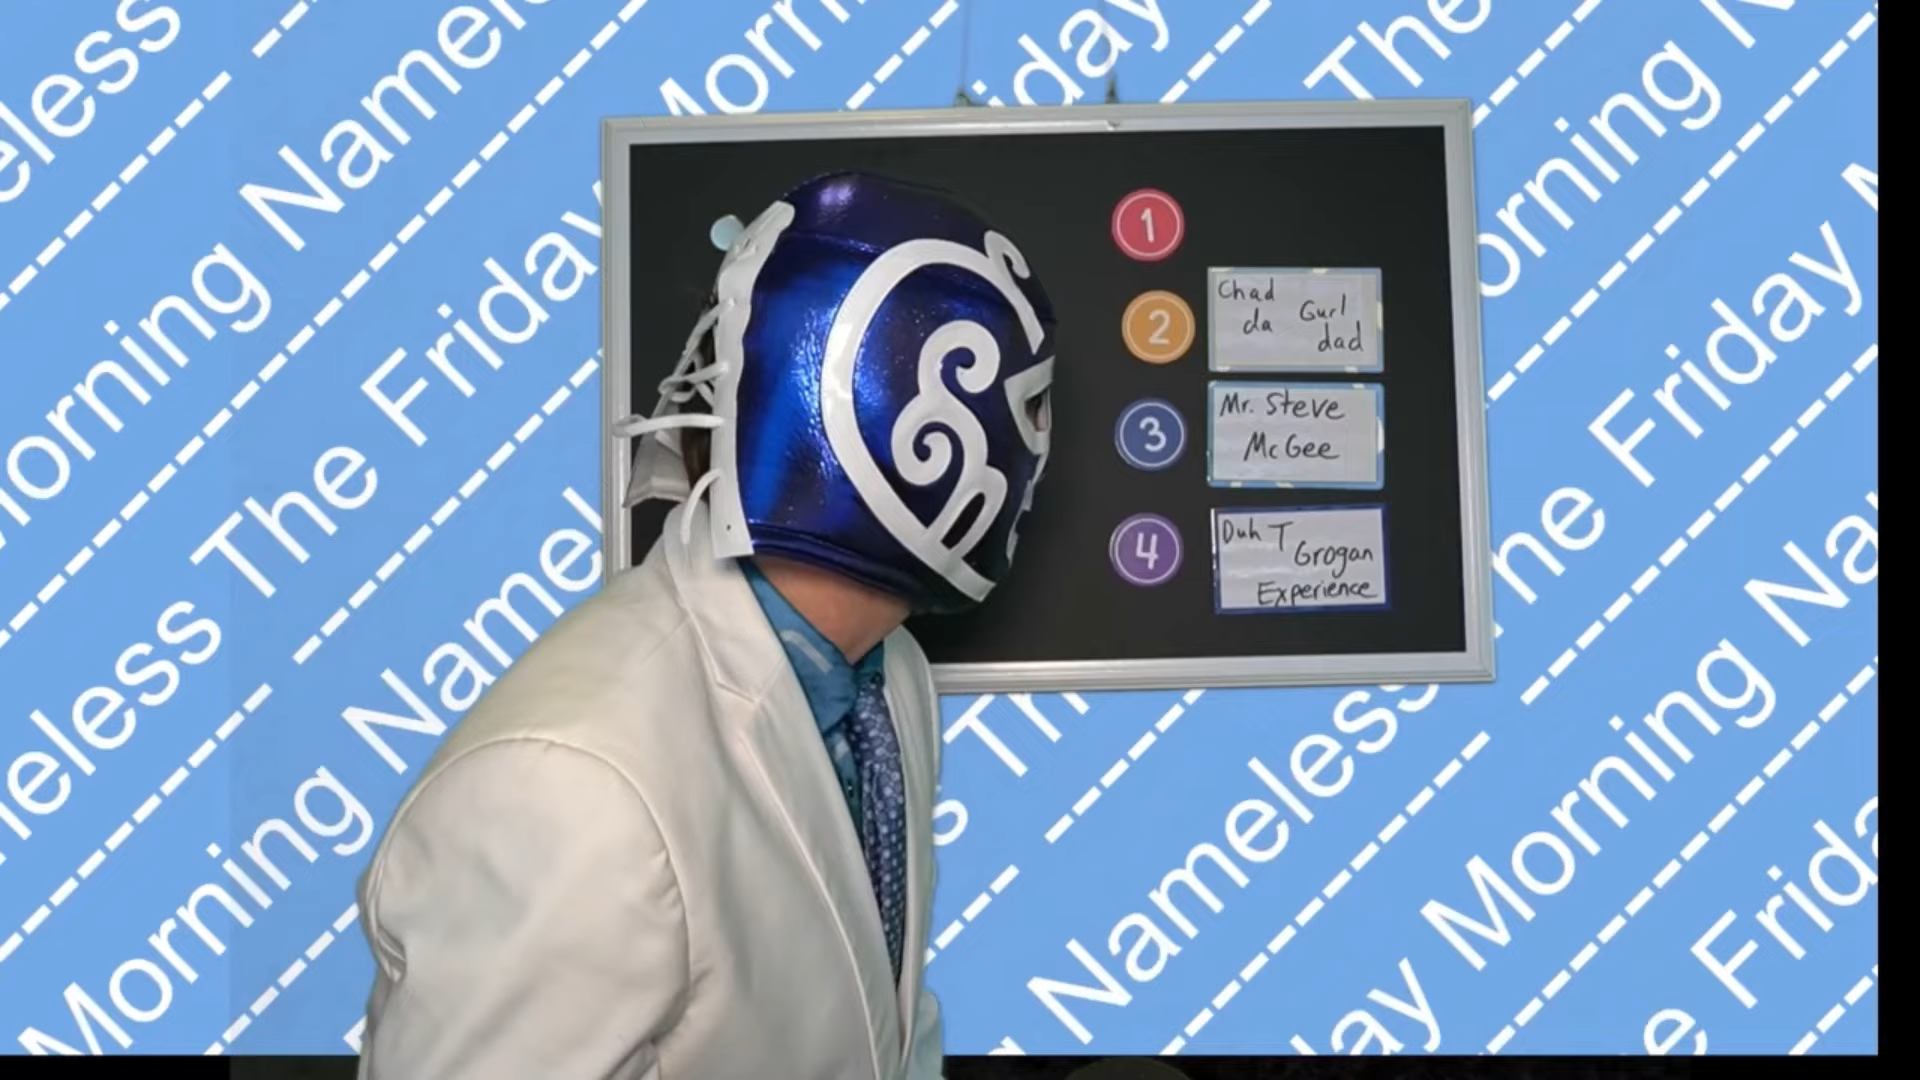 The Friday Morning Nameless
1
2
Chad
da Gurl
dad
3
Mr. Steve
McGee
4
Duh T
Grogan
Experience